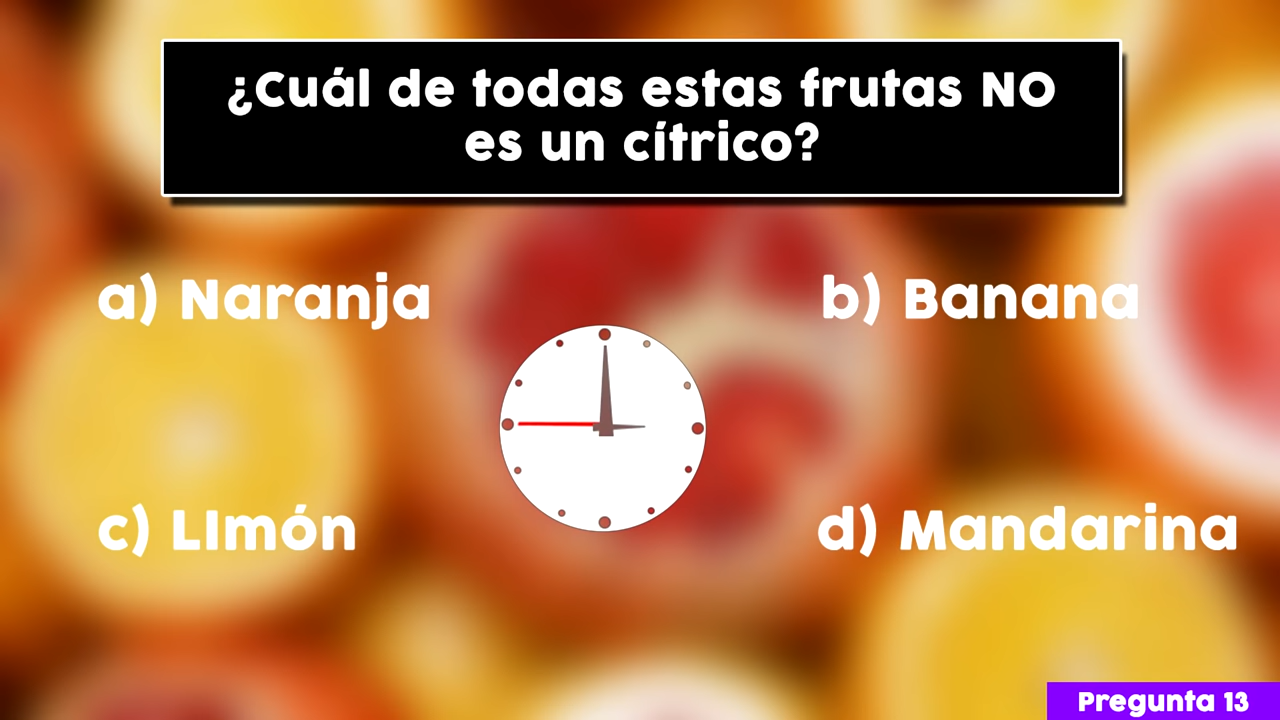 ¿Cuál de todas estas frutas NO
es un cítrico?
a) Naranja
b) Banana
c) LImón
d) Mandarina
Pregunta 13